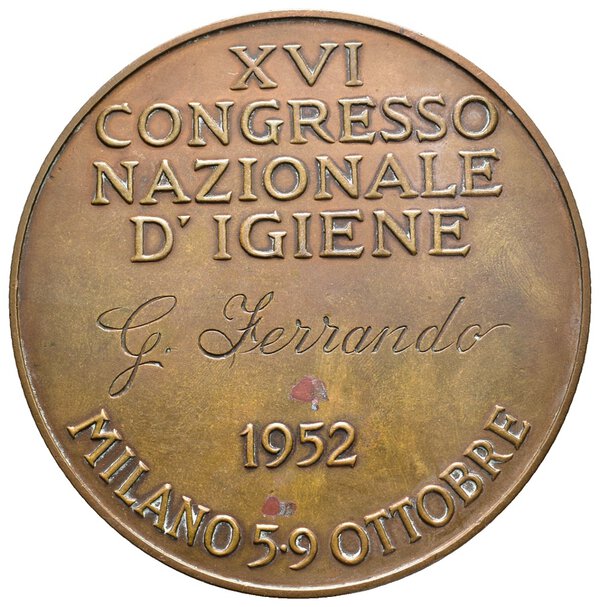 XVI
CONGRESSO
NAZIONALE
D'IGIENE
G. Ferrando
1952
MILANO 5·9 OTTOBRE